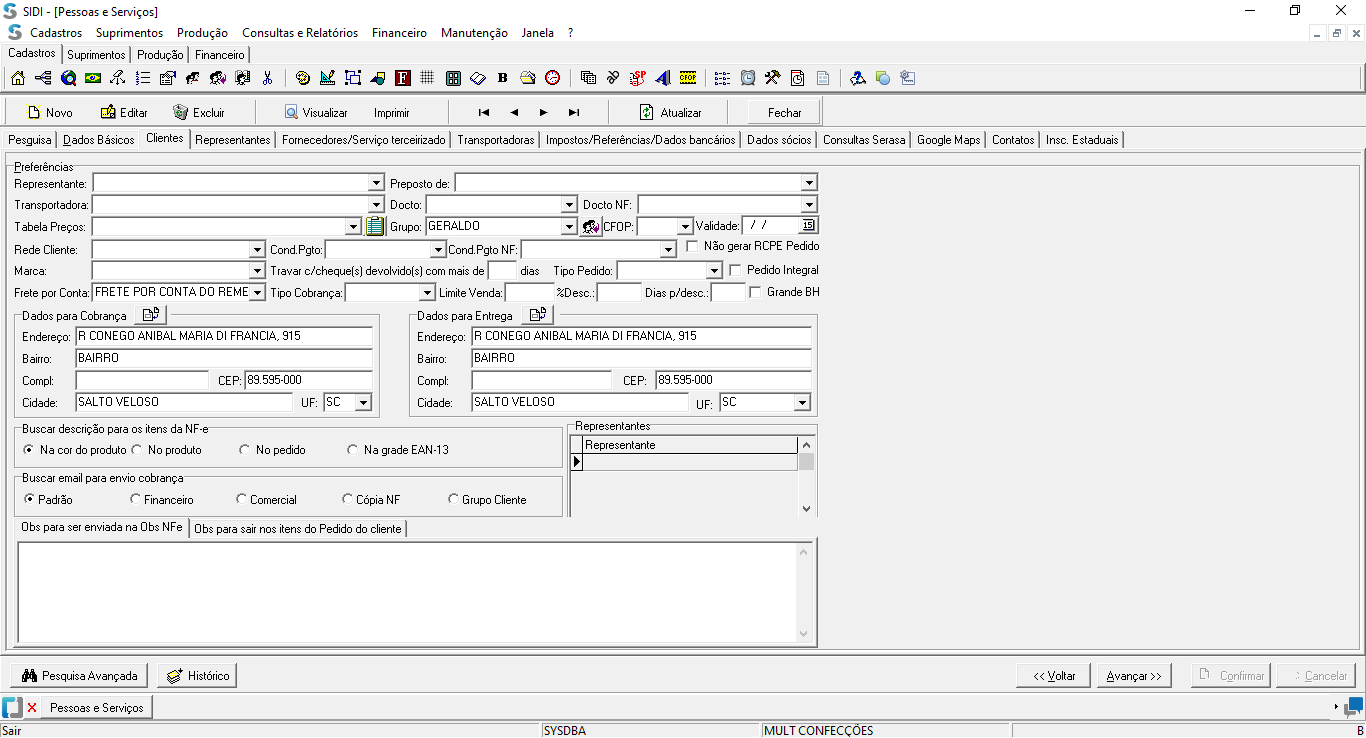 SIDI - [Pessoas e Serviços]
Cadastros Suprimentos Produção Consultas e Relatórios Financeiro Manutenção Janela ?
Cadastros Suprimentos Produção Financeiro
Novo Editar Excluir Visualizar Imprimir Atualizar Fechar
Pesquisa Dados Básicos Clientes Representantes Fornecedores/Serviço terceirizado Transportadoras Impostos/Referências/Dados bancários Dados sócios Consultas Serasa Google Maps Contatos Insc. Estaduais
Preferências
Representante: Preposto de:
Transportadora: Docto: Docto NF:
Tabela Preços: Grupo: GERALDO CFOP: Validade: / / 15
Rede Cliente: Cond.Pgto: Cond.Pgto NF: Não gerar RCPE Pedido
Marca: Travar c/cheque(s) devolvido(s) com mais de dias Tipo Pedido: Pedido Integral
Frete por Conta: FRETE POR CONTA DO REME Tipo Cobrança: Limite Venda: %Desc.: Dias p/desc.: Grande BH
Dados para Cobrança Dados para Entrega
Endereço: R CONEGO ANIBAL MARIA DI FRANCIA, 915 Endereço: R CONEGO ANIBAL MARIA DI FRANCIA, 915
Bairro: BAIRRO Bairro: BAIRRO
Compl: CEP: 89.595-000 Compl: CEP: 89.595-000
Cidade: SALTO VELOSO UF: SC Cidade: SALTO VELOSO UF: SC
Buscar descrição para os itens da NF-e Representantes
Na cor do produto No produto No pedido Na grade EAN-13 Representante
Buscar email para envio cobrança
Padrão Financeiro Comercial Cópia NF Grupo Cliente
Obs para ser enviada na Obs NFe Obs para sair nos itens do Pedido do cliente
Pesquisa Avançada Histórico << Voltar Avançar >> Confirmar Cancelar
Pessoas e Serviços
Sair SYSDBA MULT CONFECÇÕES B